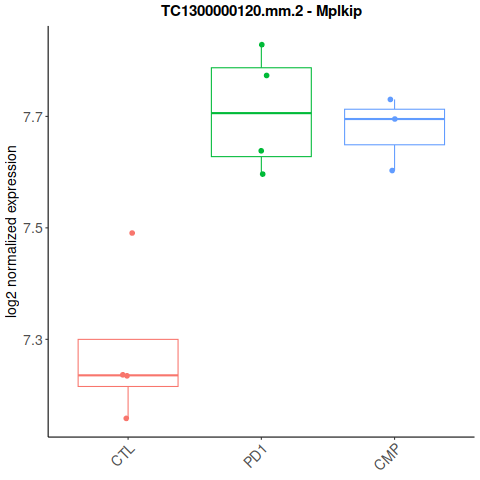 TC1300000120.mm.2 - Mplkip
log2 normalized expression
7.7
7.5
7.3
CTL
PD1
CMP